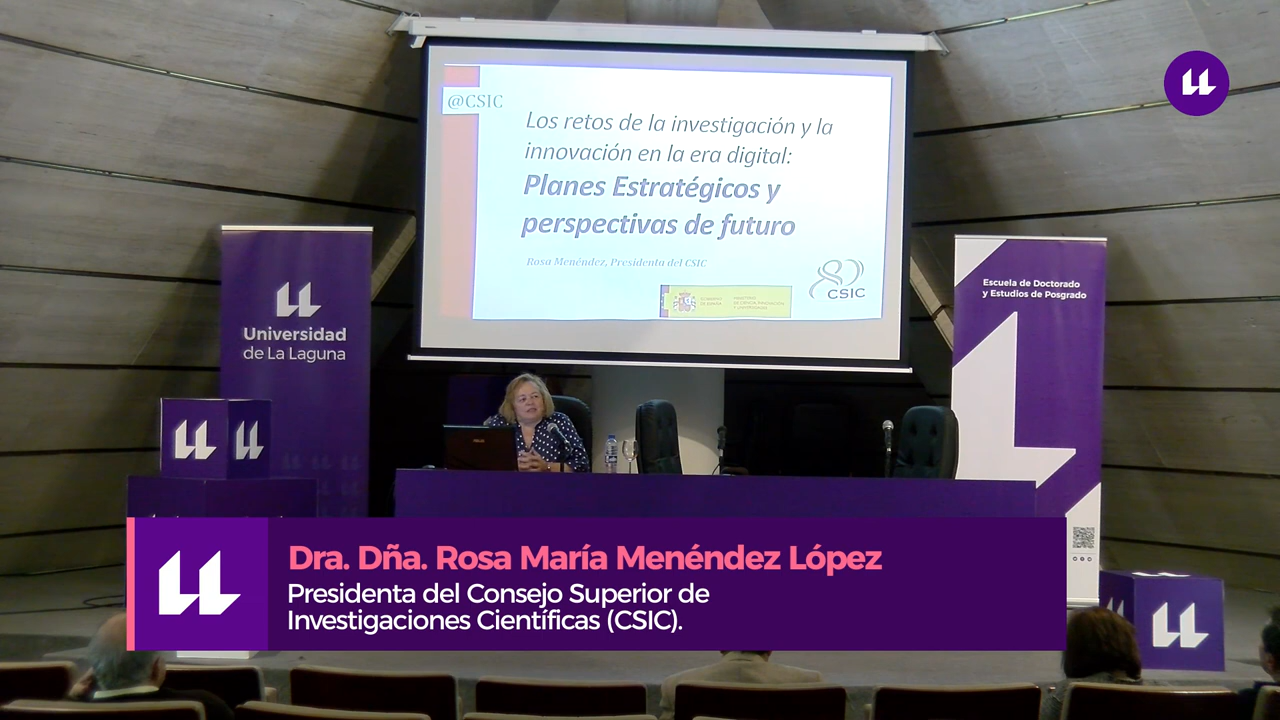 @CSIC
Los retos de la investigación y la
innovación en la era digital:
Planes Estratégicos y
perspectivas de futuro
Rosa Menéndez, Presidenta del CSIC
CSIC
Universidad
de La Laguna
Escuela de Doctorado
y Estudios de Posgrado
Dra. Dña. Rosa María Menéndez López
Presidenta del Consejo Superior de
Investigaciones Científicas (CSIC).